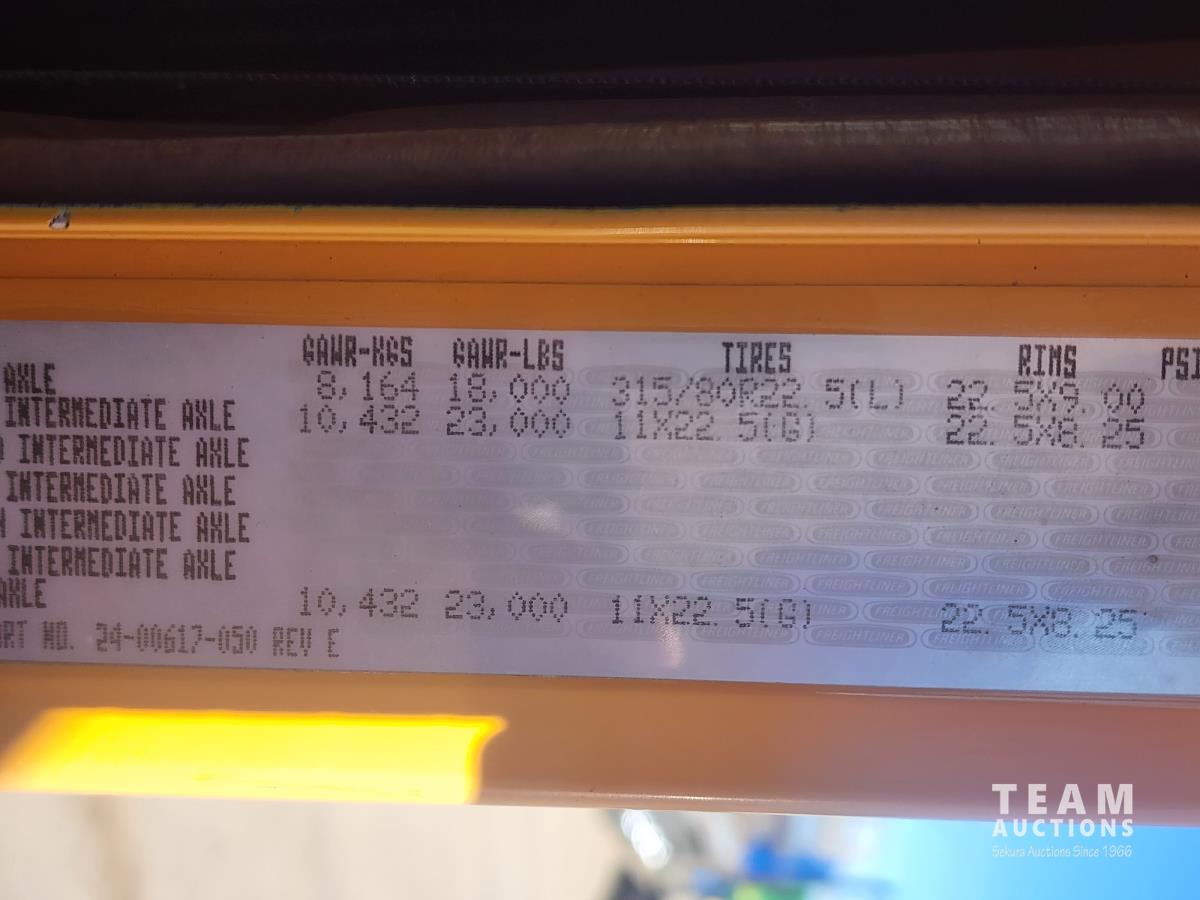 GAWR-KGS GAWR-LBS TIRES RIMS PSI
AXLE 8,164 18,000 315/80R22.5(L) 22.5X9.00
INTERMEDIATE AXLE 10,432 23,000 11X22.5(G) 22.5X8.25
INTERMEDIATE AXLE
INTERMEDIATE AXLE
INTERMEDIATE AXLE
INTERMEDIATE AXLE
AXLE 10,432 23,000 11X22.5(G) 22.5X8.25
ART NO. 24-00617-050 REV E
FREIGHTLINER
TEAM
AUCTIONS
Sekura Auctions Since 1966